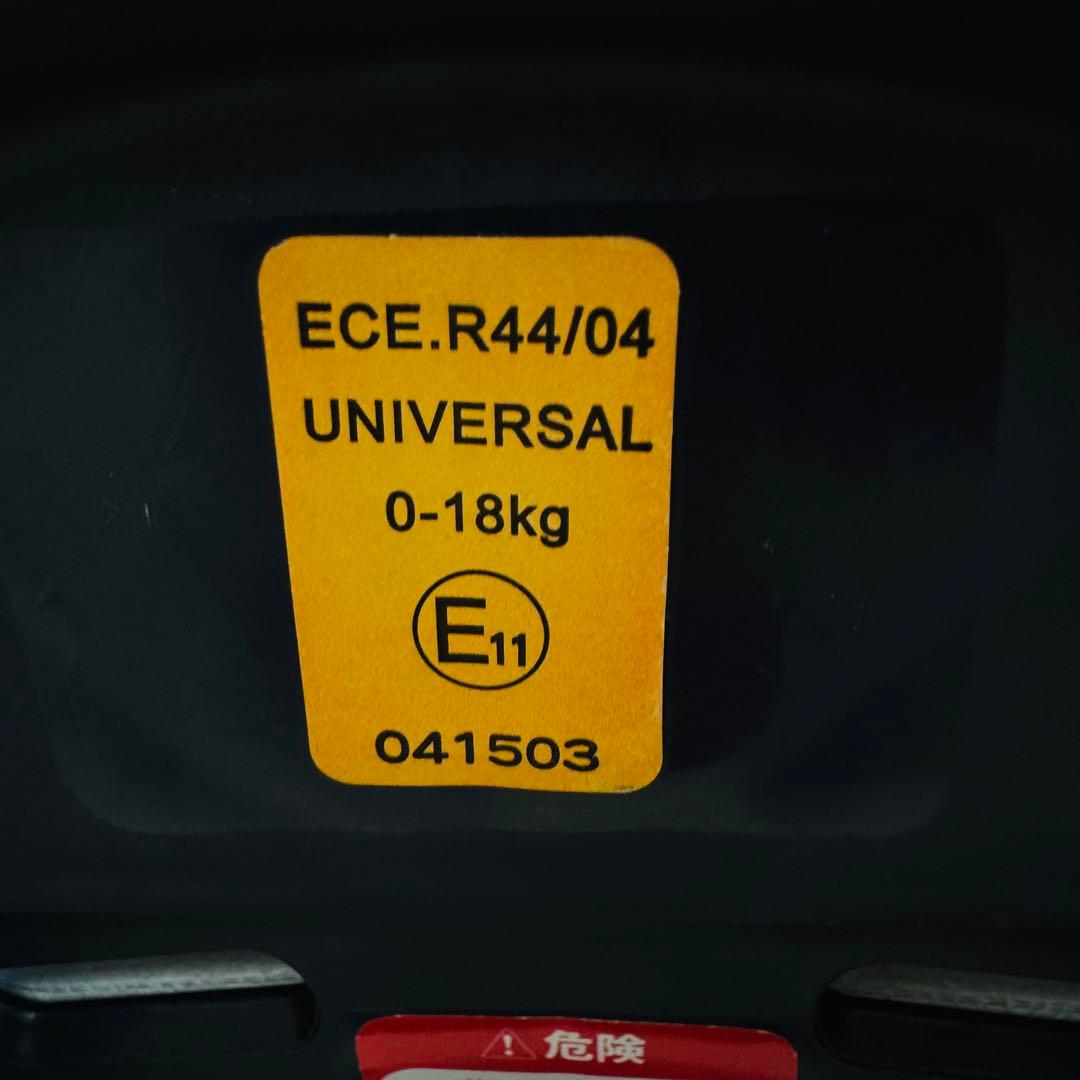 ECE.R44/04
UNIVERSAL
0-18kg
E11
041503
危険